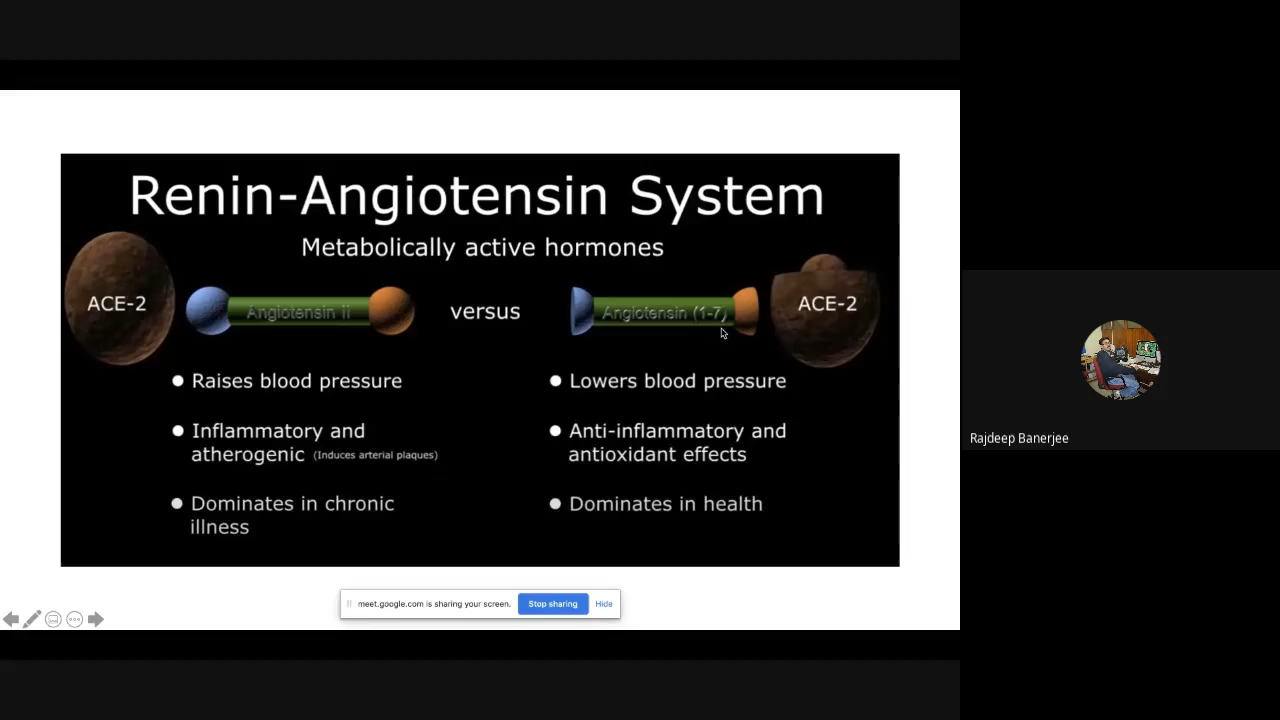 Renin-Angiotensin System
Metabolically active hormones
ACE-2
Angiotensin II
versus
Angiotensin (1-7)
ACE-2
● Raises blood pressure
● Inflammatory and
atherogenic (Induces arterial plaques)
● Dominates in chronic
illness
● Lowers blood pressure
● Anti-inflammatory and
antioxidant effects
● Dominates in health
Rajdeep Banerjee
meet.google.com is sharing your screen.
Stop sharing
Hide